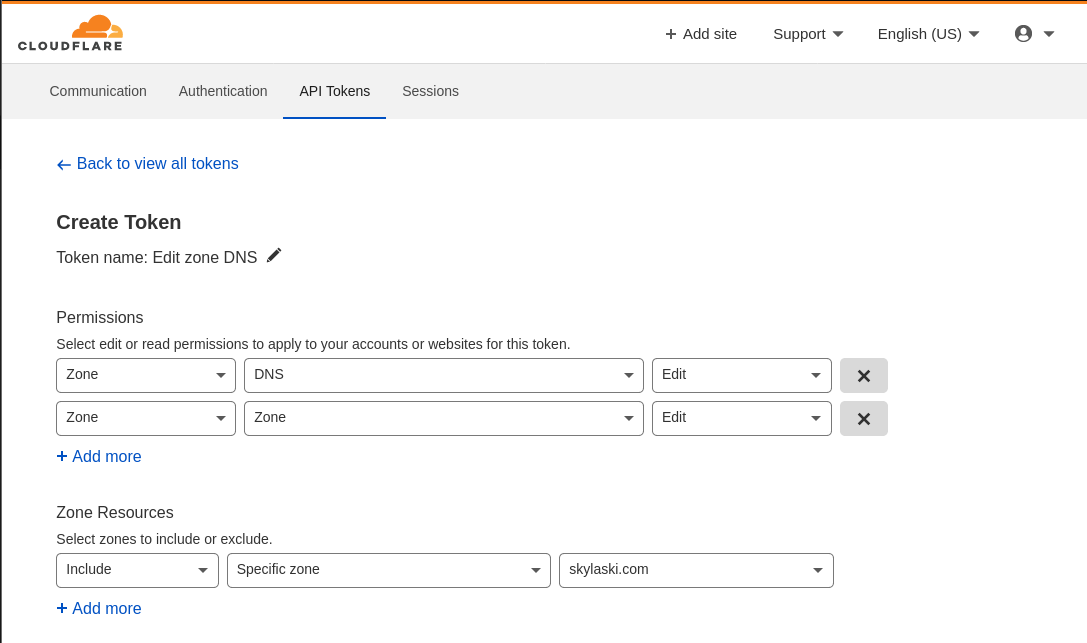 CLOUDFLARE
+ Add site Support English (US)
Communication Authentication API Tokens Sessions
← Back to view all tokens
Create Token
Token name: Edit zone DNS
Permissions
Select edit or read permissions to apply to your accounts or websites for this token.
Zone DNS Edit
Zone Zone Edit
+ Add more
Zone Resources
Select zones to include or exclude.
Include Specific zone skylaski.com
+ Add more